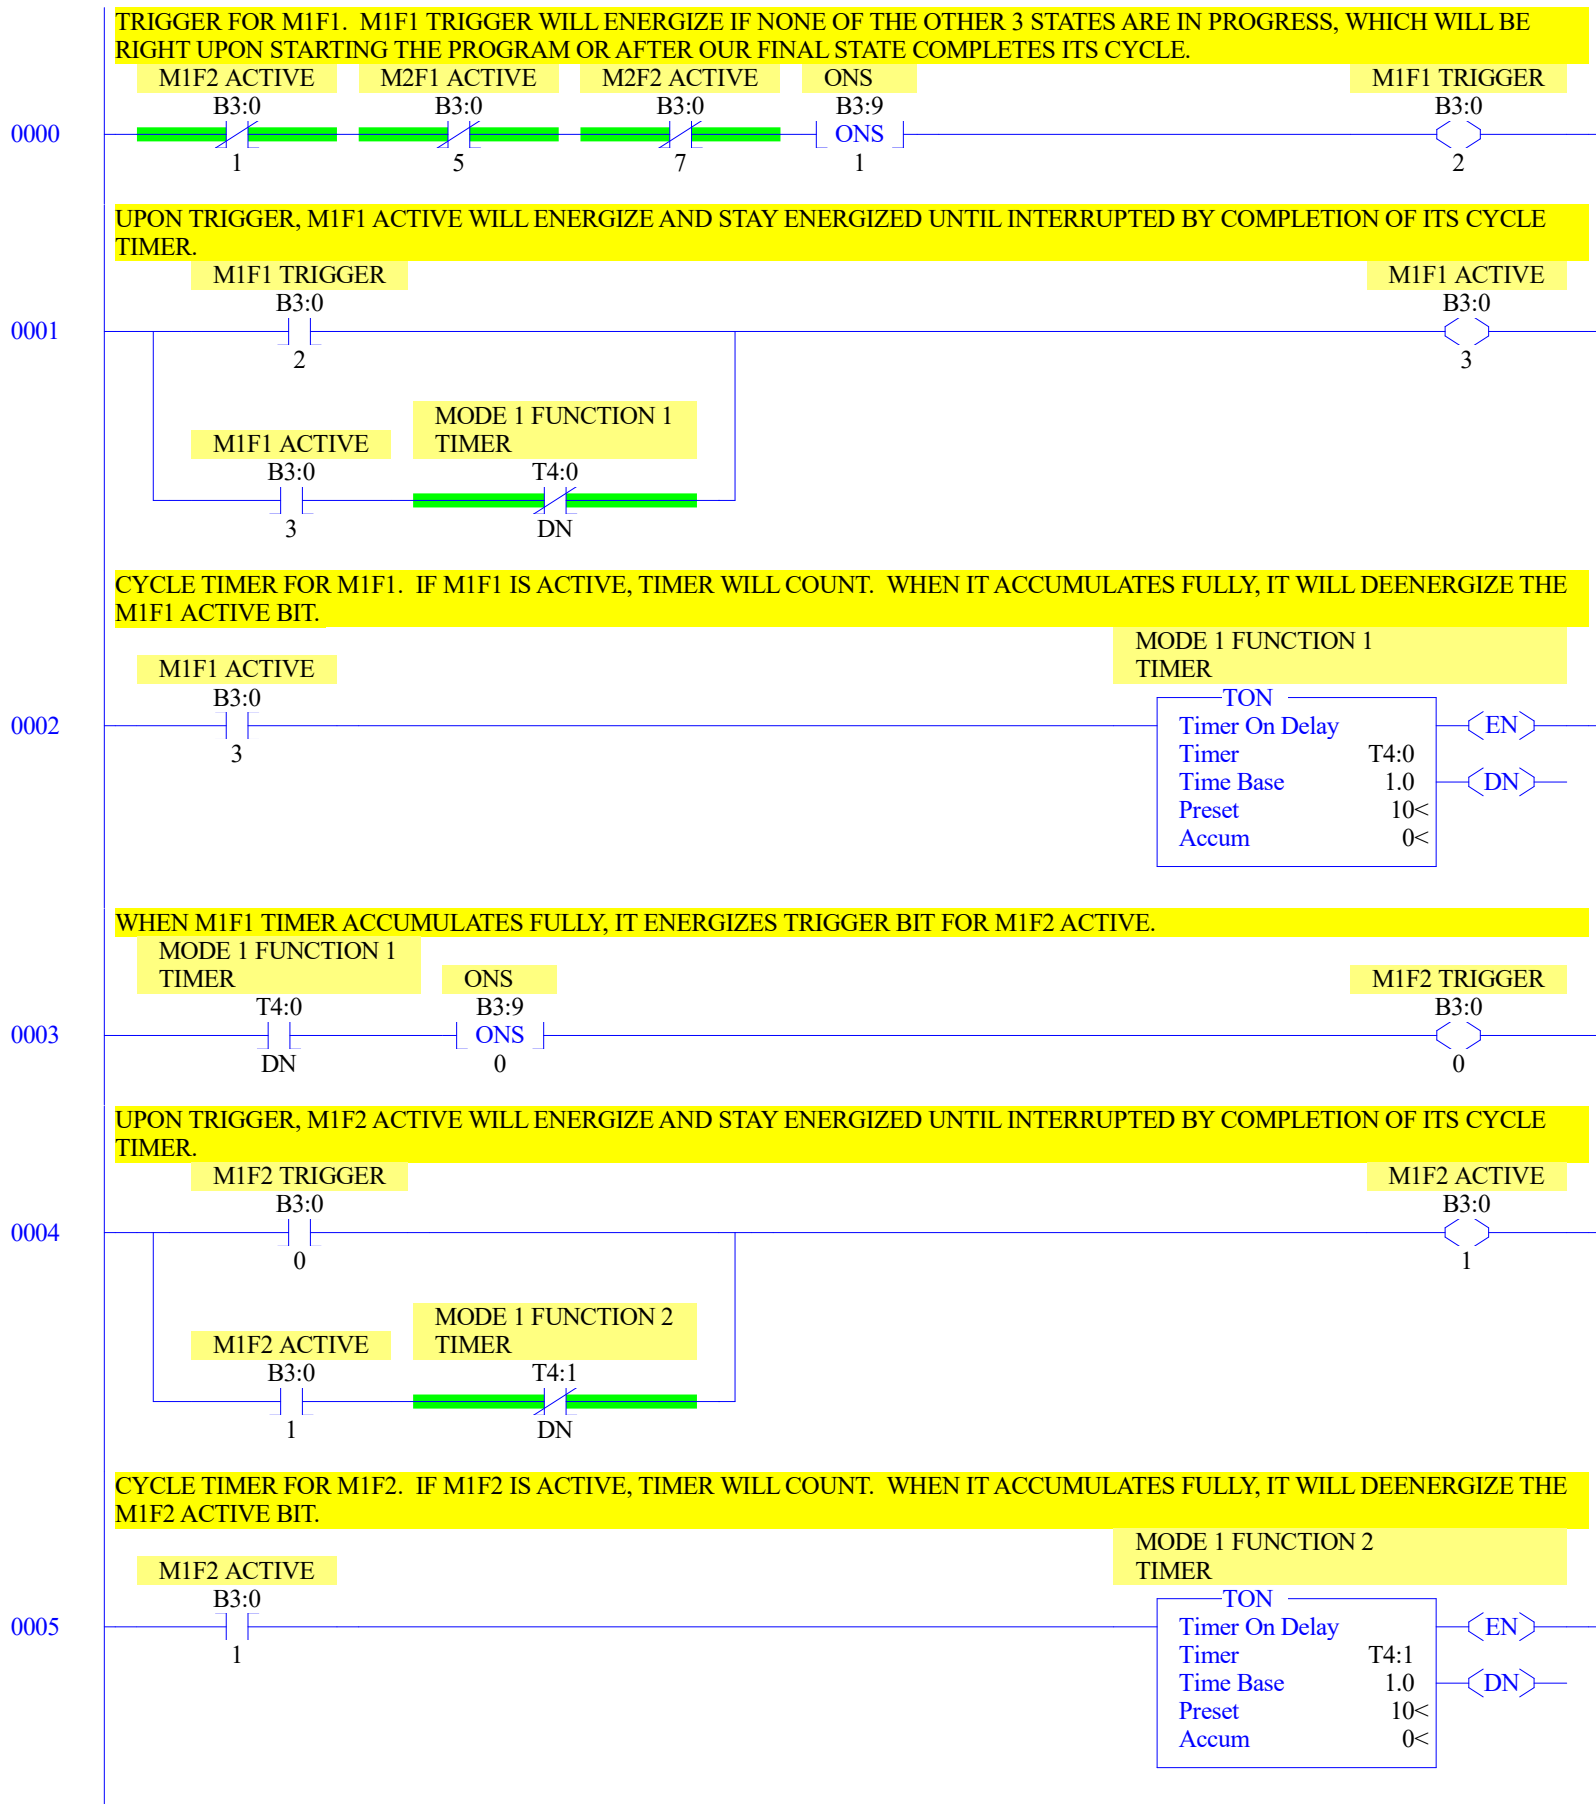 TRIGGER FOR M1F1. M1F1 TRIGGER WILL ENERGIZE IF NONE OF THE OTHER 3 STATES ARE IN PROGRESS, WHICH WILL BE
RIGHT UPON STARTING THE PROGRAM OR AFTER OUR FINAL STATE COMPLETES ITS CYCLE.
M1F2 ACTIVE M2F1 ACTIVE M2F2 ACTIVE ONS M1F1 TRIGGER
B3:0 B3:0 B3:0 B3:9 B3:0
0000 ONS
1 5 7 1 2
UPON TRIGGER, M1F1 ACTIVE WILL ENERGIZE AND STAY ENERGIZED UNTIL INTERRUPTED BY COMPLETION OF ITS CYCLE
TIMER.
M1F1 TRIGGER M1F1 ACTIVE
B3:0 B3:0
0001
2 3
MODE 1 FUNCTION 1
M1F1 ACTIVE TIMER
B3:0 T4:0
3 DN
CYCLE TIMER FOR M1F1. IF M1F1 IS ACTIVE, TIMER WILL COUNT. WHEN IT ACCUMULATES FULLY, IT WILL DEENERGIZE THE
M1F1 ACTIVE BIT.
MODE 1 FUNCTION 1
M1F1 ACTIVE TIMER
B3:0 TON
0002 Timer On Delay EN
3 Timer T4:0
Time Base 1.0 DN
Preset 10<
Accum 0<
WHEN M1F1 TIMER ACCUMULATES FULLY, IT ENERGIZES TRIGGER BIT FOR M1F2 ACTIVE.
MODE 1 FUNCTION 1
TIMER ONS M1F2 TRIGGER
T4:0 B3:9 B3:0
0003 ONS
DN 0 0
UPON TRIGGER, M1F2 ACTIVE WILL ENERGIZE AND STAY ENERGIZED UNTIL INTERRUPTED BY COMPLETION OF ITS CYCLE
TIMER.
M1F2 TRIGGER M1F2 ACTIVE
B3:0 B3:0
0004
0 1
MODE 1 FUNCTION 2
M1F2 ACTIVE TIMER
B3:0 T4:1
1 DN
CYCLE TIMER FOR M1F2. IF M1F2 IS ACTIVE, TIMER WILL COUNT. WHEN IT ACCUMULATES FULLY, IT WILL DEENERGIZE THE
M1F2 ACTIVE BIT.
MODE 1 FUNCTION 2
M1F2 ACTIVE TIMER
B3:0 TON
0005 Timer On Delay EN
1 Timer T4:1
Time Base 1.0 DN
Preset 10<
Accum 0<